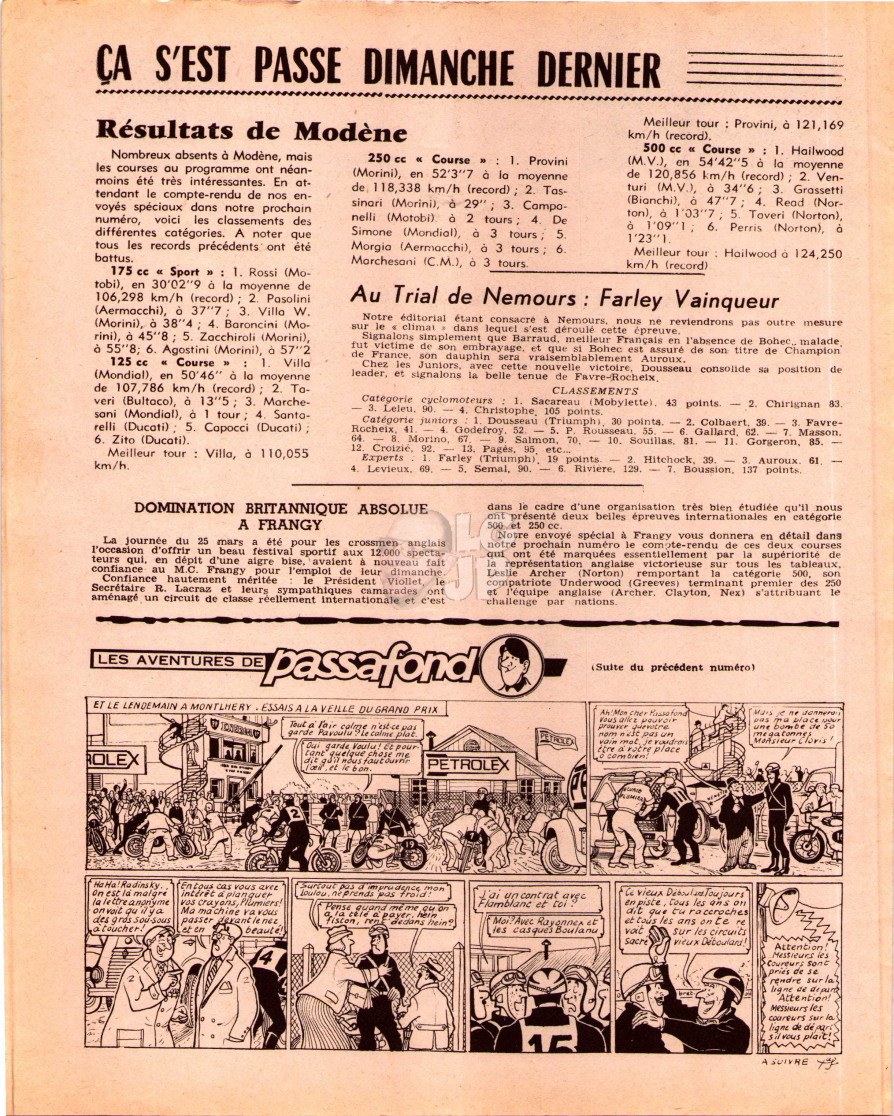 ÇA S'EST PASSE DIMANCHE DERNIER
Résultats de Modène
Nombreux absents à Modène, mais
les courses au programme ont néan-
moins été très intéressantes. En at-
tendant le compte-rendu de nos en-
voyés spéciaux dans notre prochain
numéro, voici les classements des
différentes catégories. A noter que
tous les records précédents ont été
battus.
175 cc « Sport » : 1. Rossi (Mo-
tobi), en 30'02''9 à la moyenne de
106,298 km/h (record) ; 2. Pasolini
(Aermacchi), à 37''7 ; 3. Villa W.
(Morini), à 38''4 ; 4. Baroncini (Mo-
rini), à 45''8 ; 5. Zacchiroli (Morini),
à 55''8; 6. Agostini (Morini), à 57''2
125 cc « Course » : 1. Villa
(Mondial), en 50'46'' à la moyenne
de 107,786 km/h (record) ; 2. Ta-
veri (Bultaco), à 13''5 ; 3. Marche-
sani (Mondial), à 1 tour ; 4. Santa-
relli (Ducati) ; 5. Capocci (Ducati) ;
6. Zito (Ducati).
Meilleur tour : Villa, à 110,055
km/h.
250 cc « Course » : 1. Provini
(Morini), en 52'3''7 à la moyenne
de 118,338 km/h (record) ; 2. Tas-
sinari (Morini), à 29'' ; 3. Campa-
nelli (Motobi) à 2 tours ; 4. De
Simone (Mondial), à 3 tours ; 5.
Morgia (Aermacchi), à 3 tours ; 6.
Marchesani (C.M.), à 3 tours.
Meilleur tour : Provini, à 121,169
km/h (record).
500 cc « Course » : 1. Hailwood
(M.V.), en 54'42''5 à la moyenne
de 120,856 km/h (record) ; 2. Ven-
turi (M.V.), à 34''6 ; 3. Grassetti
(Bianchi), à 47''7 ; 4. Read (Nor-
ton), à 1'03''7 ; 5. Taveri (Norton),
à 1'09''1 ; 6. Perris (Norton), à
1'23''1.
Meilleur tour : Hailwood à 124,250
km/h (record)
Au Trial de Nemours : Farley Vainqueur
Notre éditorial étant consacré à Nemours, nous ne reviendrons pas outre mesure
sur le « climat » dans lequel s'est déroulé cette épreuve.
Signalons simplement que Barraud, meilleur Français en l'absence de Bohec, malade
fut victime de son embrayage, et que si Bohec est assuré de son titre de Champion
de France, son dauphin sera vraisemblablement Auroux.
Chez les Juniors, avec cette nouvelle victoire, Dousseau consolide sa position de
leader, et signalons la belle tenue de Favre-Rocheix.
CLASSEMENTS
Catégorie cyclomoteurs : 1. Sacareau (Mobylette), 43 points. — 2. Chirignan 83.
— 3. Leleu, 90. — 4. Christophe, 105 points.
Catégorie juniors : 1. Dousseau (Triumph), 30 points. — 2. Colbaert, 39. — 3. Favre-
Rocheix, 41. — 4. Godefroy, 52. — 5. P. Rousseau, 55. — 6. Gallard, 62. — 7. Masson,
64. — 8. Morino, 67. — 9. Salmon, 70. — 10. Souillas, 81. — 11. Gorgeron, 85. —
12. Croizié, 92. — 13. Pagès, 95, etc...
Experts : 1. Farley (Triumph), 19 points. — 2. Hitchock, 39. — 3. Auroux, 61. —
4. Levieux, 69. — 5. Semal, 90. — 6. Rivière, 129. — 7. Boussion, 137 points.
DOMINATION BRITANNIQUE ABSOLUE
A FRANGY
La journée du 25 mars a été pour les crossmen anglais
l'occasion d'offrir un beau festival sportif aux 12.000 specta-
teurs qui, en dépit d'une aigre bise, avaient à nouveau fait
confiance au M.C. Frangy pour l'emploi de leur dimanche.
Confiance hautement méritée : le Président Viollet, le
Secrétaire R. Lacraz et leurs sympathiques camarades ont
aménagé un circuit de classe réellement internationale et c'est
dans le cadre d'une organisation très bien étudiée qu'il nous
ont présenté deux belles épreuves internationales en catégorie
500 et 250 cc.
Notre envoyé spécial à Frangy vous donnera en détail dans
notre prochain numéro le compte-rendu de ces deux courses
qui ont été marquées essentiellement par la supériorité de
la représentation anglaise victorieuse sur tous les tableaux,
Leslie Archer (Norton) remportant la catégorie 500, son
compatriote Underwood (Greeves) terminant premier des 250
et l'équipe anglaise (Archer, Clayton, Nex) s'attribuant le
challenge par nations.
LES AVENTURES DE passafond
(Suite du précédent numéro)
ET LE LENDEMAIN A MONTLHERY. ESSAIS A LA VEILLE DU GRAND PRIX
Tout à l'air calme n'est-ce pas
garde Pavoulu ? Le calme plat.
Oui garde Voulu ! et pour-
tant quelque chose me
dit qu'il nous faut ouvrir
l'œil, et le bon.
ROLEX
PETROLEX
PETROLEX
2
Ah! Mon cher Passafond
vous allez pouvoir
prouver que votre
nom n'est pas un
vain mot, je voudrais
être à votre place
ô combien!
Mais je ne donnerais
pas ma place pour
une bombe de 50
mégatonnes
Monsieur Clovis !
ECURIE
PLUMIERS
HaHa! Radinsky,
on est là malgré
la lettre anonyme
on voit qu'il y a
des gros sou-sous
à toucher!
En tous cas vous avez
intérêt à planquer
vos crayons, Plumiers!
Ma machine va vous
passer devant le nez
et en beauté!
14
Surtout pas d'imprudence mon
loulou, ne prends pas froid!
Pense quand même qu'on
a la télé à payer, hein
fiston, rent'dedans hein?
J'ai un contrat avec
Flamblanc et toi?
Moi? Avec Rayonnex et
les casques Boulanu
15
Ce vieux Déboulant. Toujours
en piste, tous les ans on
dit que tu raccroches
et tous les ans on te re
voit sur les circuits
sacré vieux Déboulans!
Attention!
Messieurs les
coureurs sont
priés de se
rendre sur la
ligne de départ
Attention!
Messieurs les
coureurs sur la
ligne de départ
s'il vous plaît!
A SUIVRE